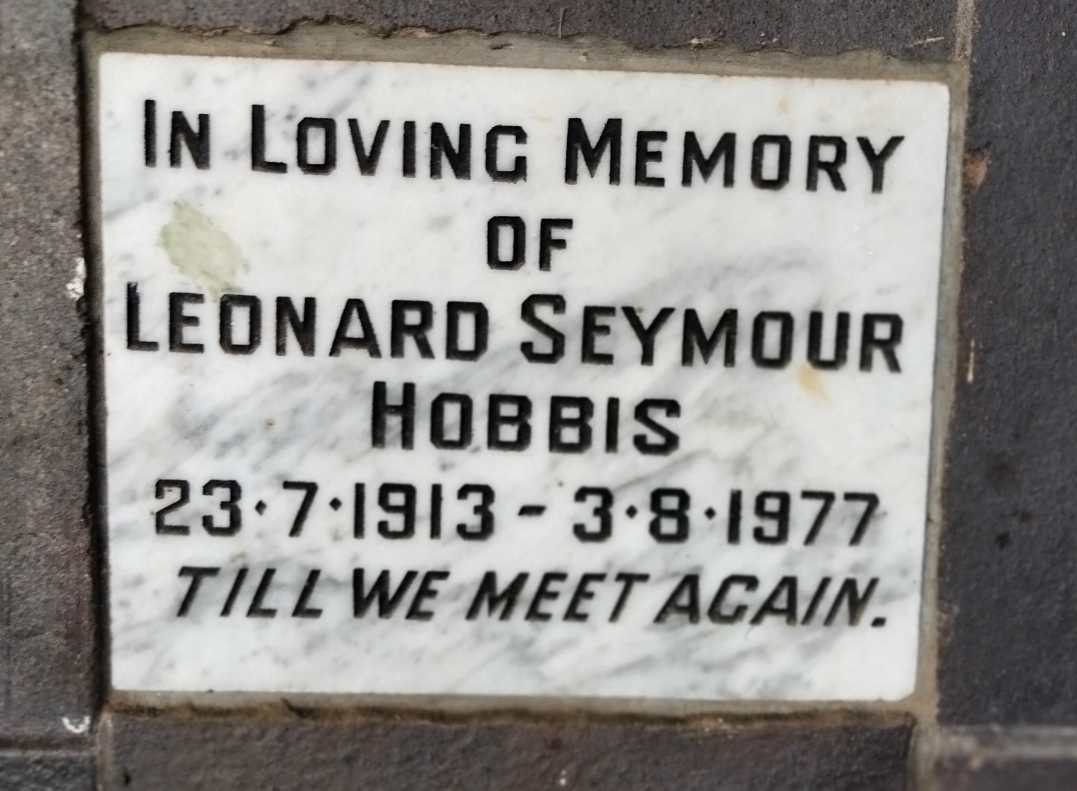 IN LOVING MEMORY
OF
LEONARD SEYMOUR
HOBBIS
23·7·1913 - 3·8·1977
TILL WE MEET AGAIN.